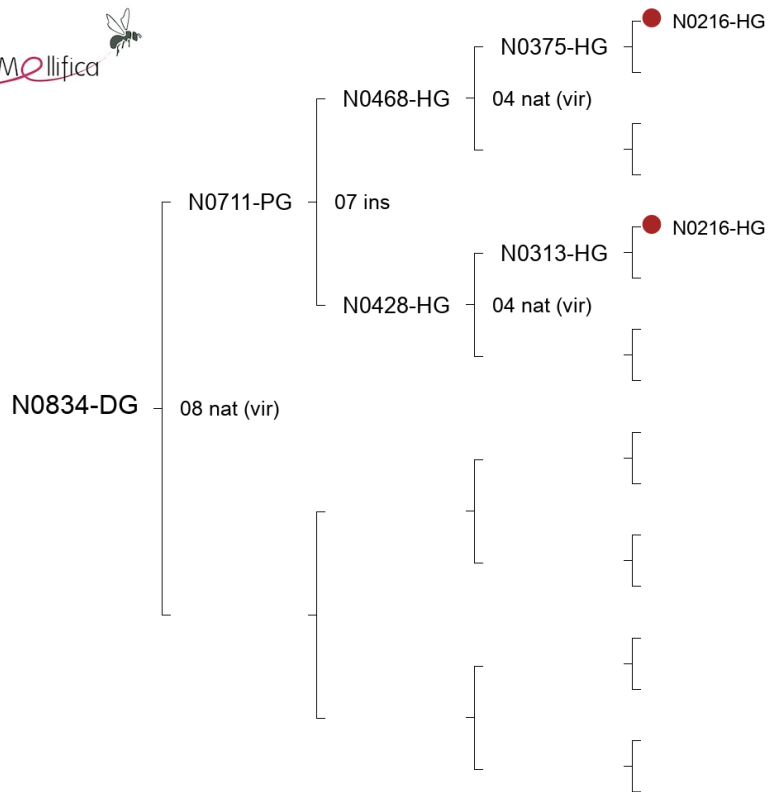 Mellifica
N0216-HG
N0375-HG
N0468-HG
04 nat (vir)
N0711-PG
07 ins
N0216-HG
N0313-HG
N0428-HG
04 nat (vir)
N0834-DG
08 nat (vir)